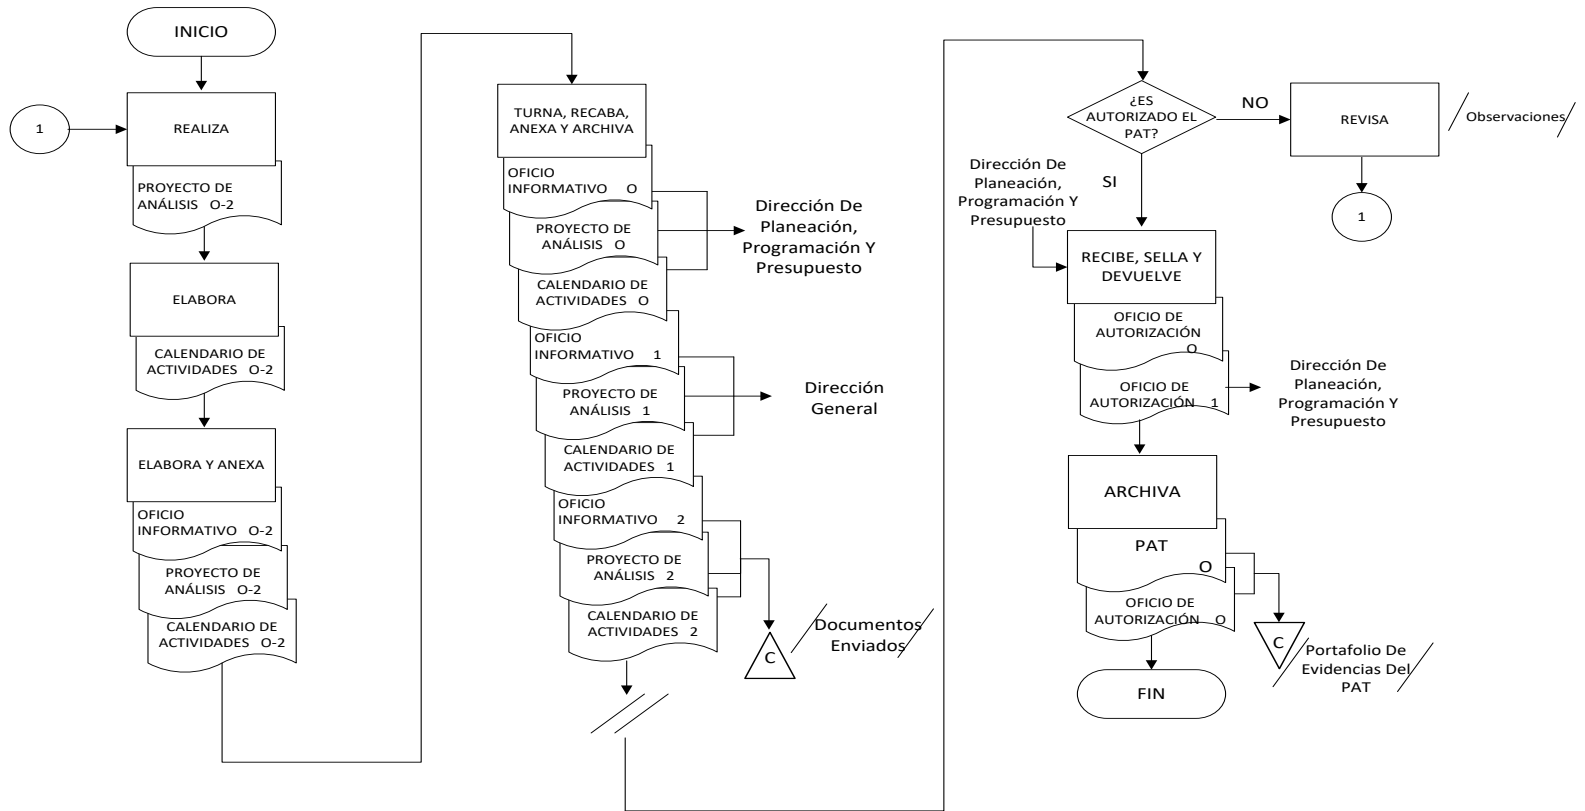 INICIO
1
REALIZA
PROYECTO DE
ANÁLISIS O-2
ELABORA
CALENDARIO DE
ACTIVIDADES O-2
ELABORA Y ANEXA
OFICIO
INFORMATIVO O-2
PROYECTO DE
ANÁLISIS O-2
CALENDARIO DE
ACTIVIDADES O-2
TURNA, RECABA,
ANEXA Y ARCHIVA
OFICIO
INFORMATIVO O
PROYECTO DE
ANÁLISIS O
CALENDARIO DE
ACTIVIDADES O
Dirección De
Planeación,
Programación Y
Presupuesto
OFICIO
INFORMATIVO 1
PROYECTO DE
ANÁLISIS 1
CALENDARIO DE
ACTIVIDADES 1
Dirección
General
OFICIO
INFORMATIVO 2
PROYECTO DE
ANÁLISIS 2
CALENDARIO DE
ACTIVIDADES 2
C
Documentos
Enviados
¿ES
AUTORIZADO EL
PAT?
NO
REVISA
Observaciones
1
SI
Dirección De
Planeación,
Programación Y
Presupuesto
RECIBE, SELLA Y
DEVUELVE
OFICIO DE
AUTORIZACIÓN
O
OFICIO DE
AUTORIZACIÓN 1
Dirección De
Planeación,
Programación Y
Presupuesto
ARCHIVA
PAT
O
OFICIO DE
AUTORIZACIÓN O
C
Portafolio De
Evidencias Del
PAT
FIN